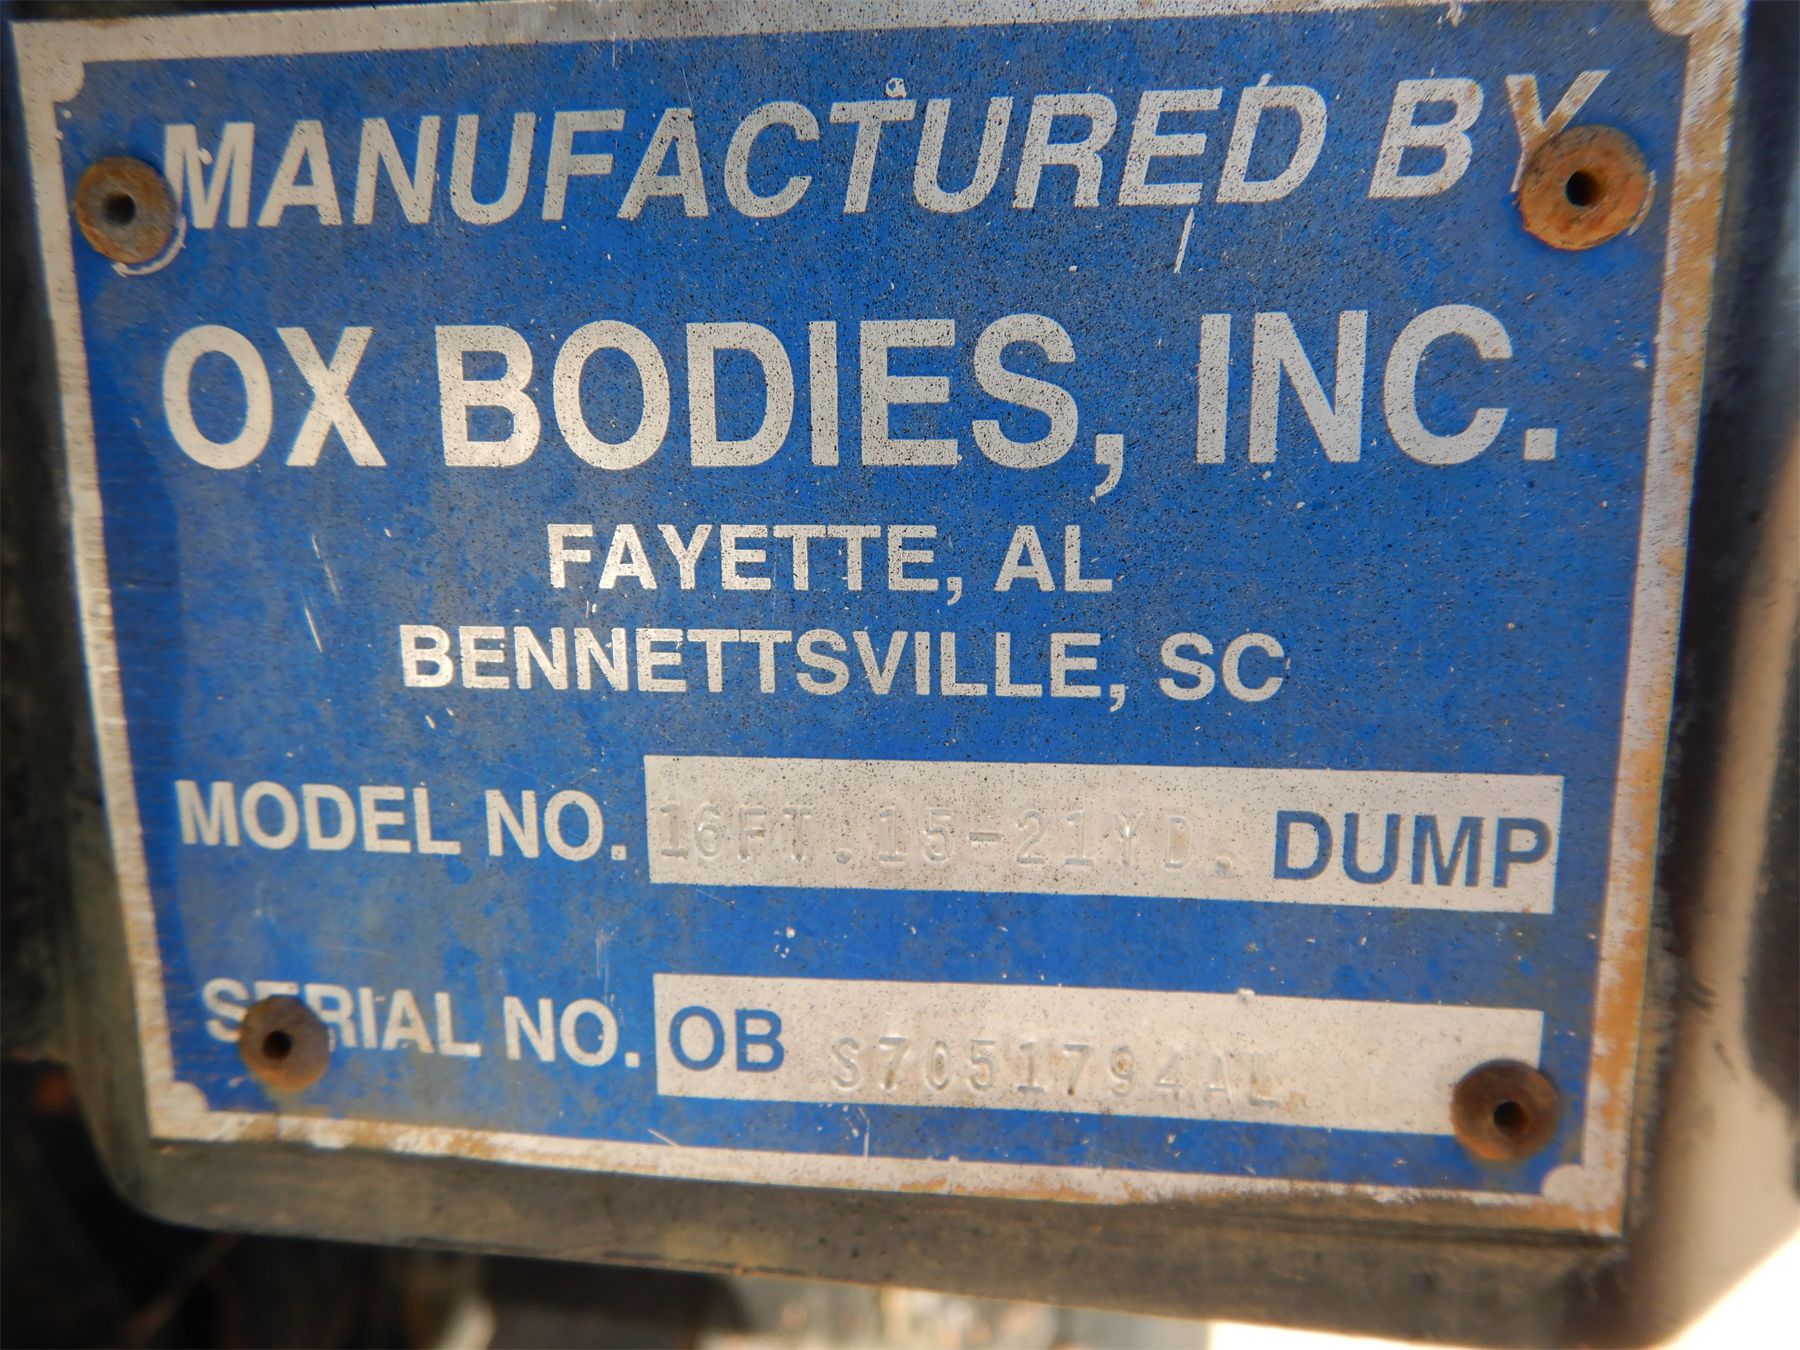 MANUFACTURED BY
OX BODIES, INC.
FAYETTE, AL
BENNETTSVILLE, SC
MODEL NO. 16FT.15-21YD. DUMP
SERIAL NO. OB S7051794AL